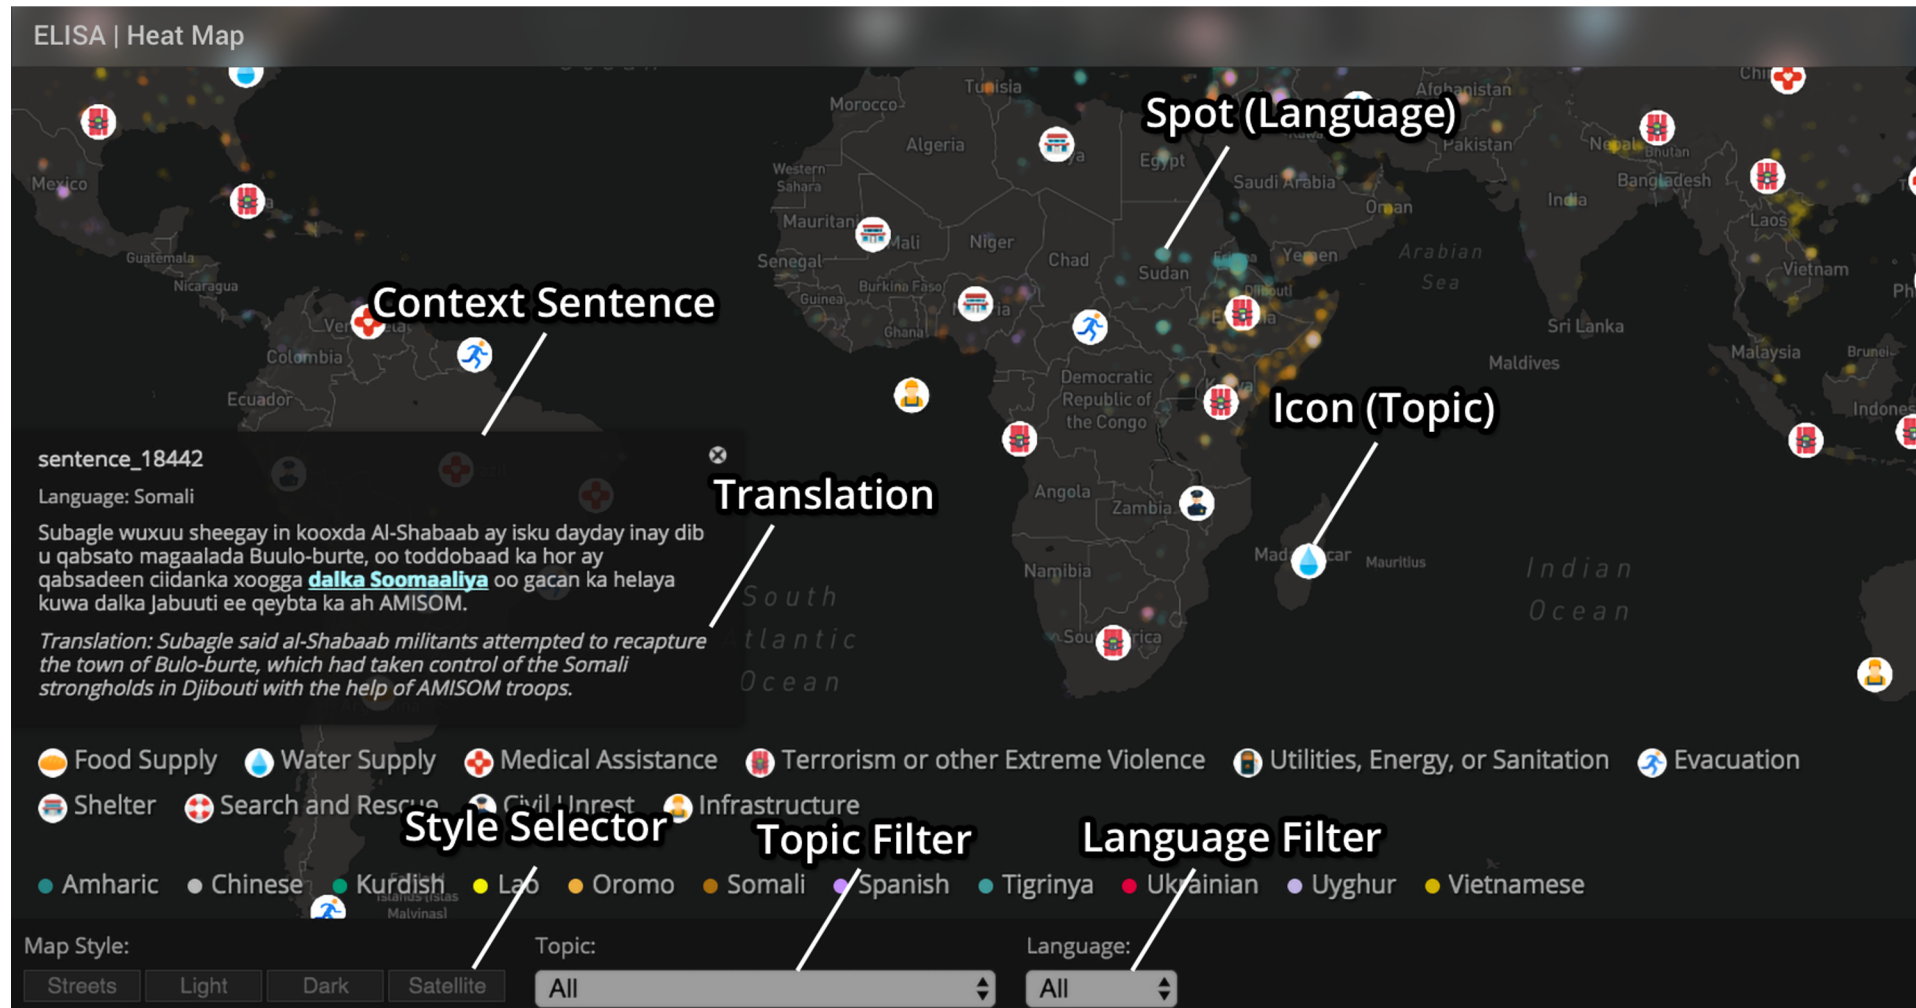 ELISA | Heat Map
Tunisia
Morocco
Afghanistan
Spot (Language)
Algeria
Egypt
Pakistan
Nepal
Bhutan
Western
Sahara
Saudi Arabia
Bangladesh
Mexico
India
Oman
Laos
Mali
Niger
Chad
Sudan
Yemen
Arabian
Sea
Guatemala
Senegal
Vietnam
Nicaragua
Guinea
Burkina Faso
Djibouti
Context Sentence
Ghana
Sri Lanka
Colombia
Maldives
Malaysia
Brunei
Democratic
Republic of
the Congo
Ecuador
Icon (Topic)
sentence_18442
Language: Somali
Translation
Angola
Zambia
Subagle wuxuu sheegay in kooxda Al-Shabaab ay isku dayday inay dib
u qabsato magaalada Buulo-burte, oo toddobaad ka hor ay
qabsadeen ciidanka xoogga dalka Soomaaliya oo gacan ka helaya
kuwa dalka Jabuuti ee qeybta ka ah AMISOM.
Mauritius
Namibia
Indian
Ocean
South
Atlantic
Ocean
Translation: Subagle said al-Shabaab militants attempted to recapture
the town of Bulo-burte, which had taken control of the Somali
strongholds in Djibouti with the help of AMISOM troops.
Food Supply Water Supply Medical Assistance Terrorism or other Extreme Violence Utilities, Energy, or Sanitation Evacuation
Shelter Search and Rescue Civil Unrest Infrastructure
Style Selector Topic Filter Language Filter
Amharic Chinese Kurdish Lao Oromo Somali Spanish Tigrinya Ukrainian Uyghur Vietnamese
Islands (Islas
Malvinas)
Map Style: Topic: Language:
Streets Light Dark Satellite All All